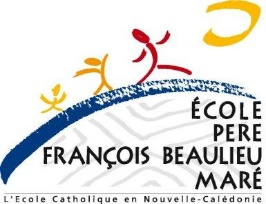 ÉCOLE
PERE
FRANÇOIS BEAULIEU
MARÉ
L'Ecole Catholique en Nouvelle-Calédonie